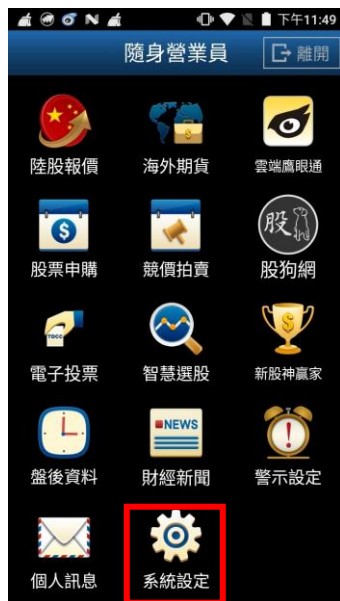 下午11:49
隨身營業員 離開
陸股報價 海外期貨 雲端鷹眼通
$
股 股票申購 競價拍賣 股狗網
TDCC $
電子投票 智慧選股 新股神贏家
NEWS
盤後資料 財經新聞 警示設定
個人訊息 系統設定